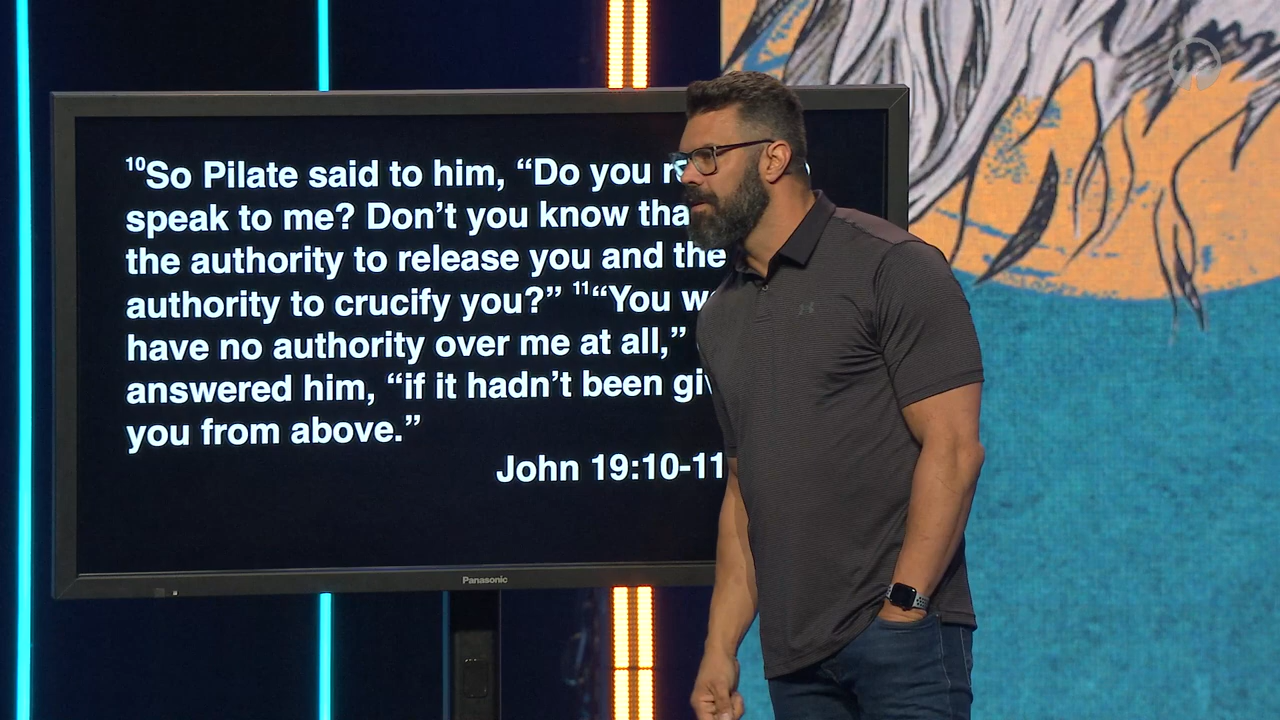 ¹⁰So Pilate said to him, “Do you
speak to me? Don’t you know
the authority to release you and the
authority to crucify you?” ¹¹“You
have no authority over me at all,”
answered him, “if it hadn’t been
you from above.”
John 19:10-11
Panasonic